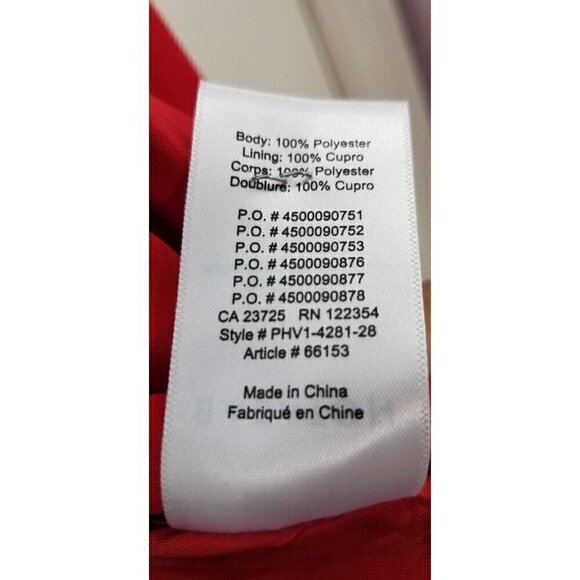 Body: 100% Polyester
Lining: 100% Cupro
Corps: 100% Polyester
Doublure: 100% Cupro
P.O. # 4500090751
P.O. # 4500090752
P.O. # 4500090753
P.O. # 4500090876
P.O. # 4500090877
P.O. # 4500090878
CA 23725 RN 122354
Style # PHV1-4281-28
Article # 66153
Made in China
Fabriqué en Chine